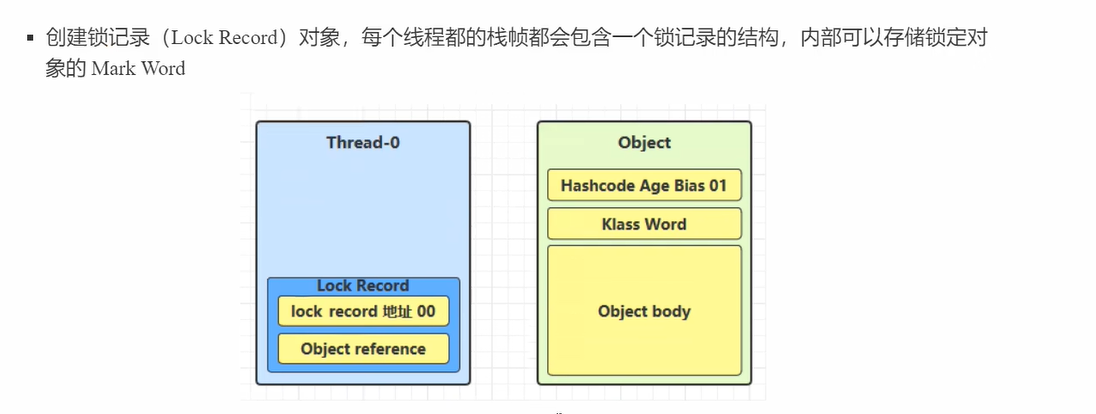 ▪ 创建锁记录（Lock Record）对象，每个线程都的栈帧都会包含一个锁记录的结构，内部可以存储锁定对
象的 Mark Word
Thread-0
Lock Record
lock record 地址 00
Object reference
Object
Hashcode Age Bias 01
Klass Word
Object body